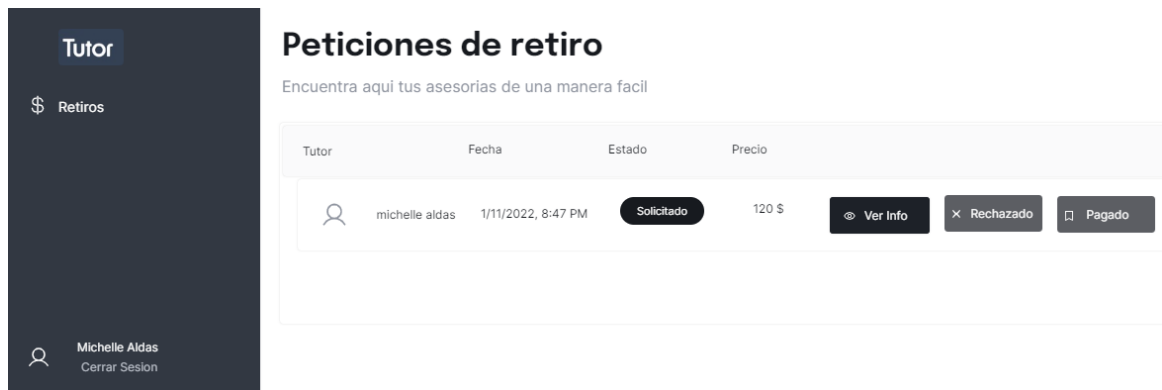 Tutor
$ Retiros
Michelle Aldas
Cerrar Sesion
Peticiones de retiro
Encuentra aqui tus asesorias de una manera facil
Tutor Fecha Estado Precio
michelle aldas 1/11/2022, 8:47 PM Solicitado 120 $ Ver Info Rechazado Pagado